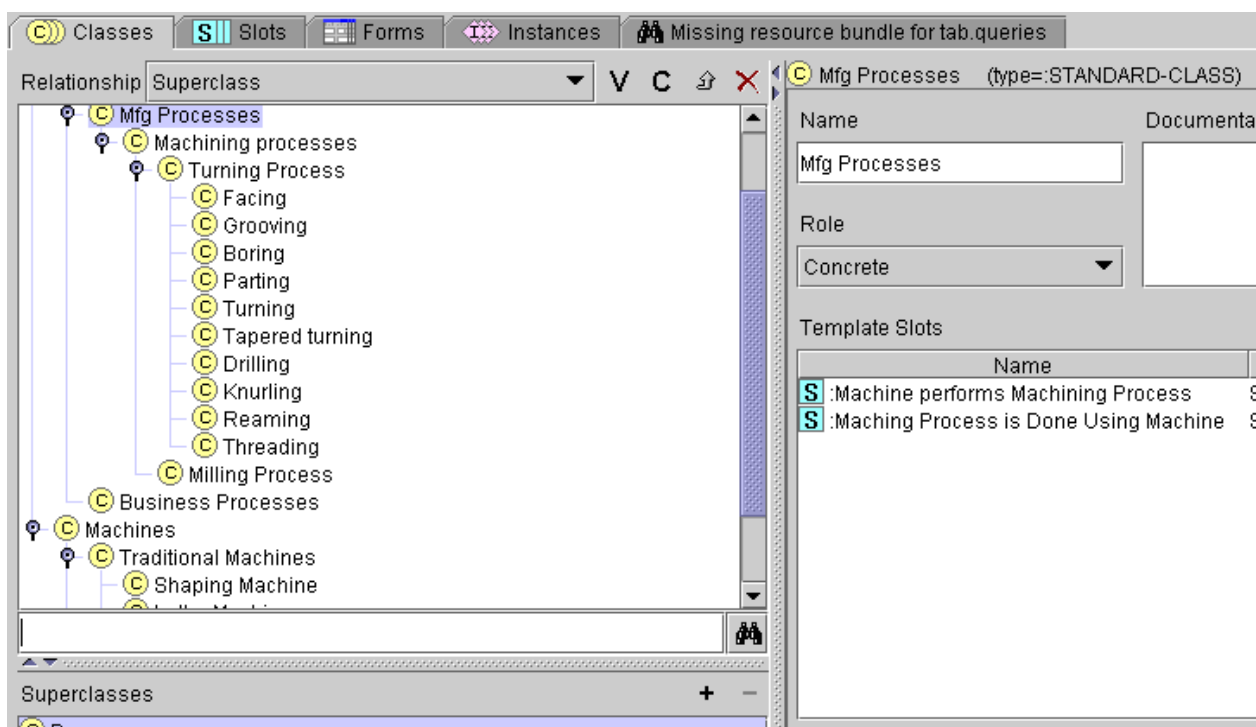 Classes Slots Forms Instances Missing resource bundle for tab.queries
Relationship Superclass V C
Mfg Processes
Machining processes
Turning Process
Facing
Grooving
Boring
Parting
Turning
Tapered turning
Drilling
Knurling
Reaming
Threading
Milling Process
Business Processes
Machines
Traditional Machines
Shaping Machine
Superclasses + −
C Mfg Processes (type=:STANDARD-CLASS)
Name Documenta
Mfg Processes
Role
Concrete
Template Slots
Name
S :Machine performs Machining Process
S :Maching Process is Done Using Machine